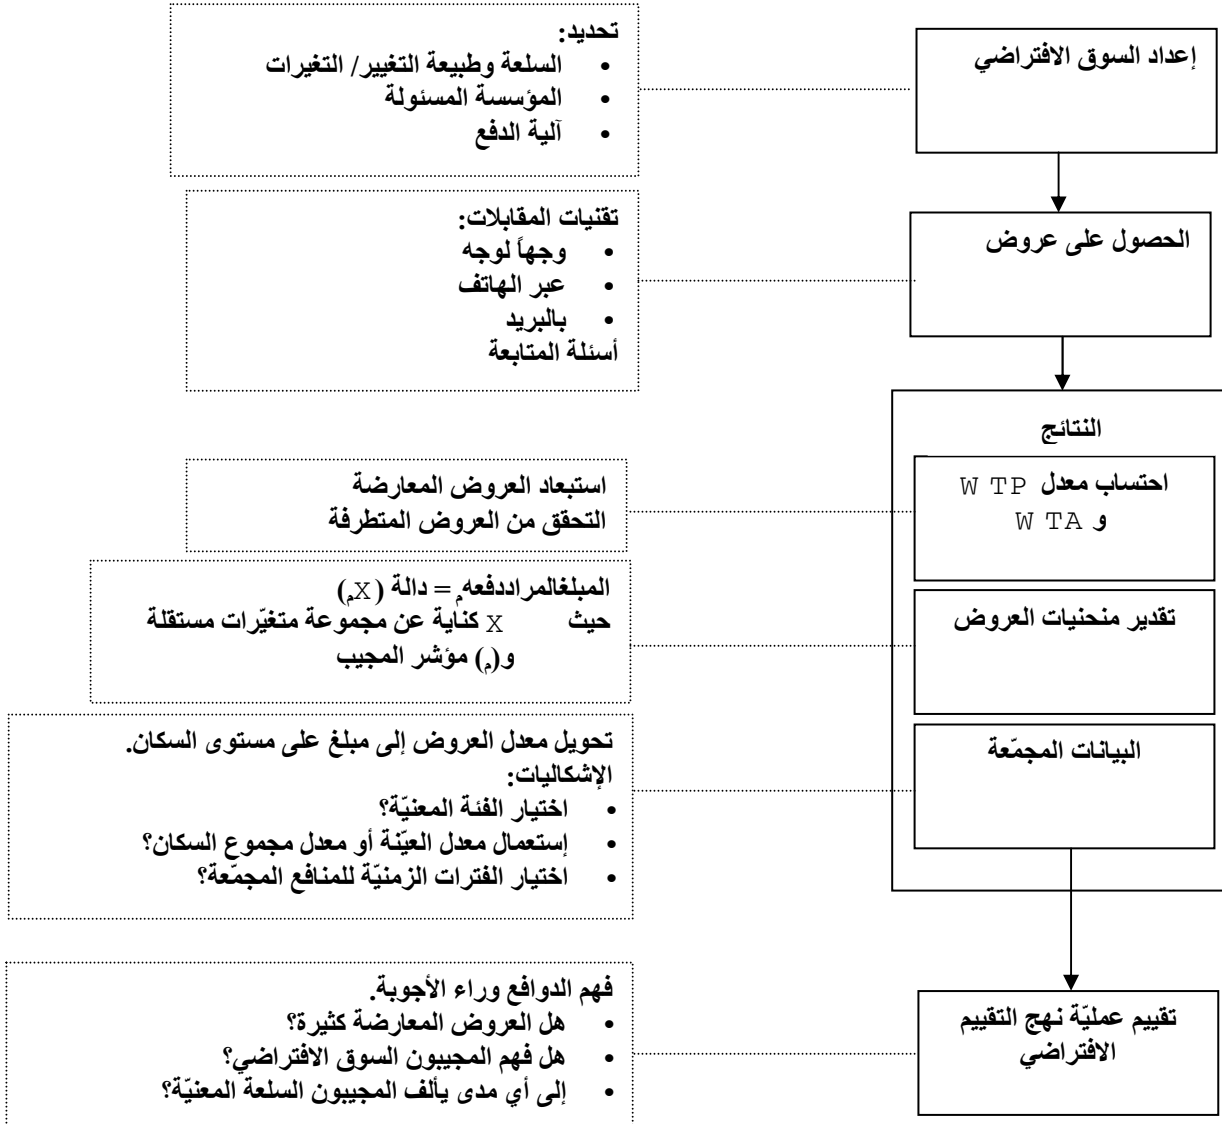 إعداد السوق الافتراضي
تحديد:
• السلعة وطبيعة التغيير/ التغيرات
• المؤسسة المسئولة
• آلية الدفع
الحصول على عروض
تقنيات المقابلات:
• وجهاً لوجه
• عبر الهاتف
• بالبريد
أسئلة المتابعة
النتائج
احتساب معدل W TP
و W TA
استبعاد العروض المعارضة
التحقق من العروض المتطرفة
تقدير منحنيات العروض
المبلغالمراددفعهم = دالة (Xم)
حيث X كناية عن مجموعة متغيّرات مستقلة
و(م) مؤشر المجيب
البيانات المجمّعة
تحويل معدل العروض إلى مبلغ على مستوى السكان.
الإشكاليات:
• اختيار الفئة المعنيّة؟
• إستعمال معدل العيّنة أو معدل مجموع السكان؟
• اختيار الفترات الزمنيّة للمنافع المجمّعة؟
تقييم عمليّة نهج التقييم
الافتراضي
فهم الدوافع وراء الأجوبة.
• هل العروض المعارضة كثيرة؟
• هل فهم المجيبون السوق الافتراضي؟
• إلى أي مدى يألف المجيبون السلعة المعنيّة؟